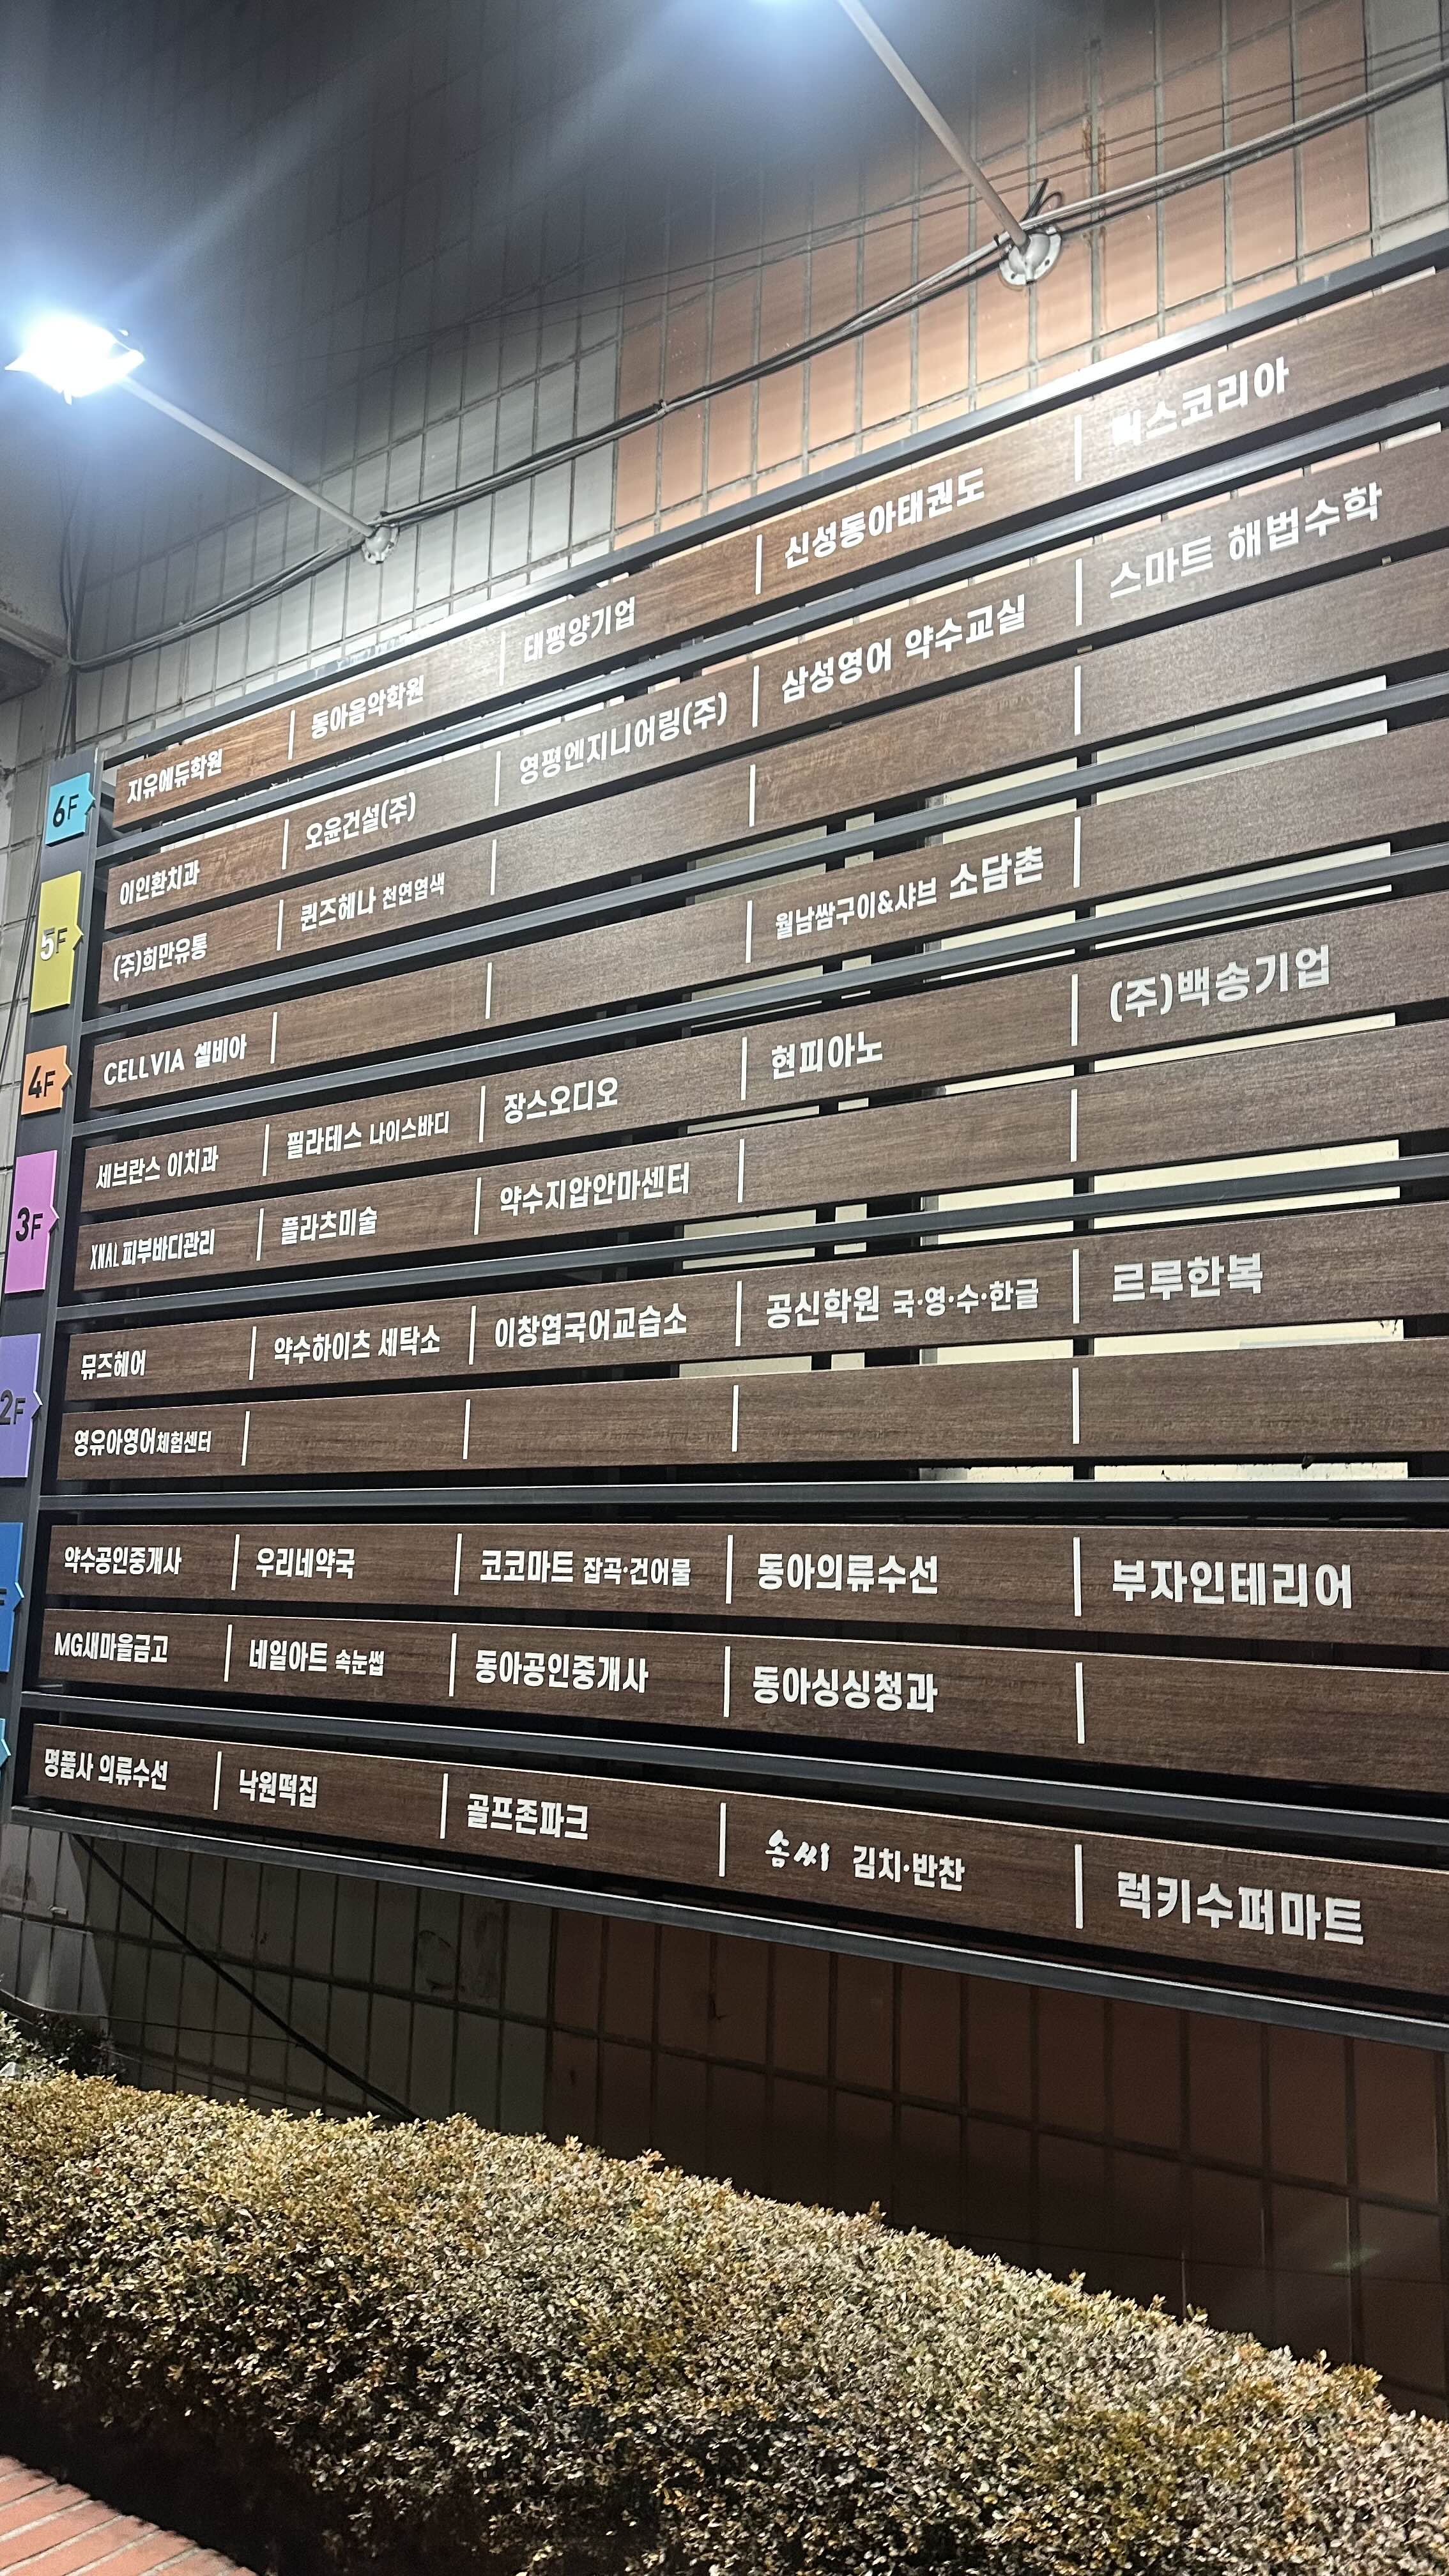 6F
지유에듀학원 동아음악학원 태평양기업 신성동아태권도 스코리아
5F
이인환치과 오윤건설(주) 영평엔지니어링(주) 삼성영어 약수교실 스마트 해법수학
(주)희만유통 퀸즈헤나 천연염색
4F
CELLVIA 셀비아 월남쌈구이&샤브 소담촌
3F
세브란스 이치과 필라테스 나이스바디 장스오디오 현피아노 (주)백송기업
XNAL 피부바디관리 플라츠미술 약수지압안마센터
2F
뮤즈헤어 약수하이츠 세탁소 이창엽국어교습소 공신학원 국·영·수·한글 르루한복
영유아영어체험센터
F
약수공인중개사 우리네약국 코코마트 잡곡·건어물 동아의류수선 부자인테리어
MG새마을금고 네일아트 속눈썹 동아공인중개사 동아싱싱청과
명품사 의류수선 낙원떡집 골프존파크 솜씨 김치·반찬 럭키수퍼마트